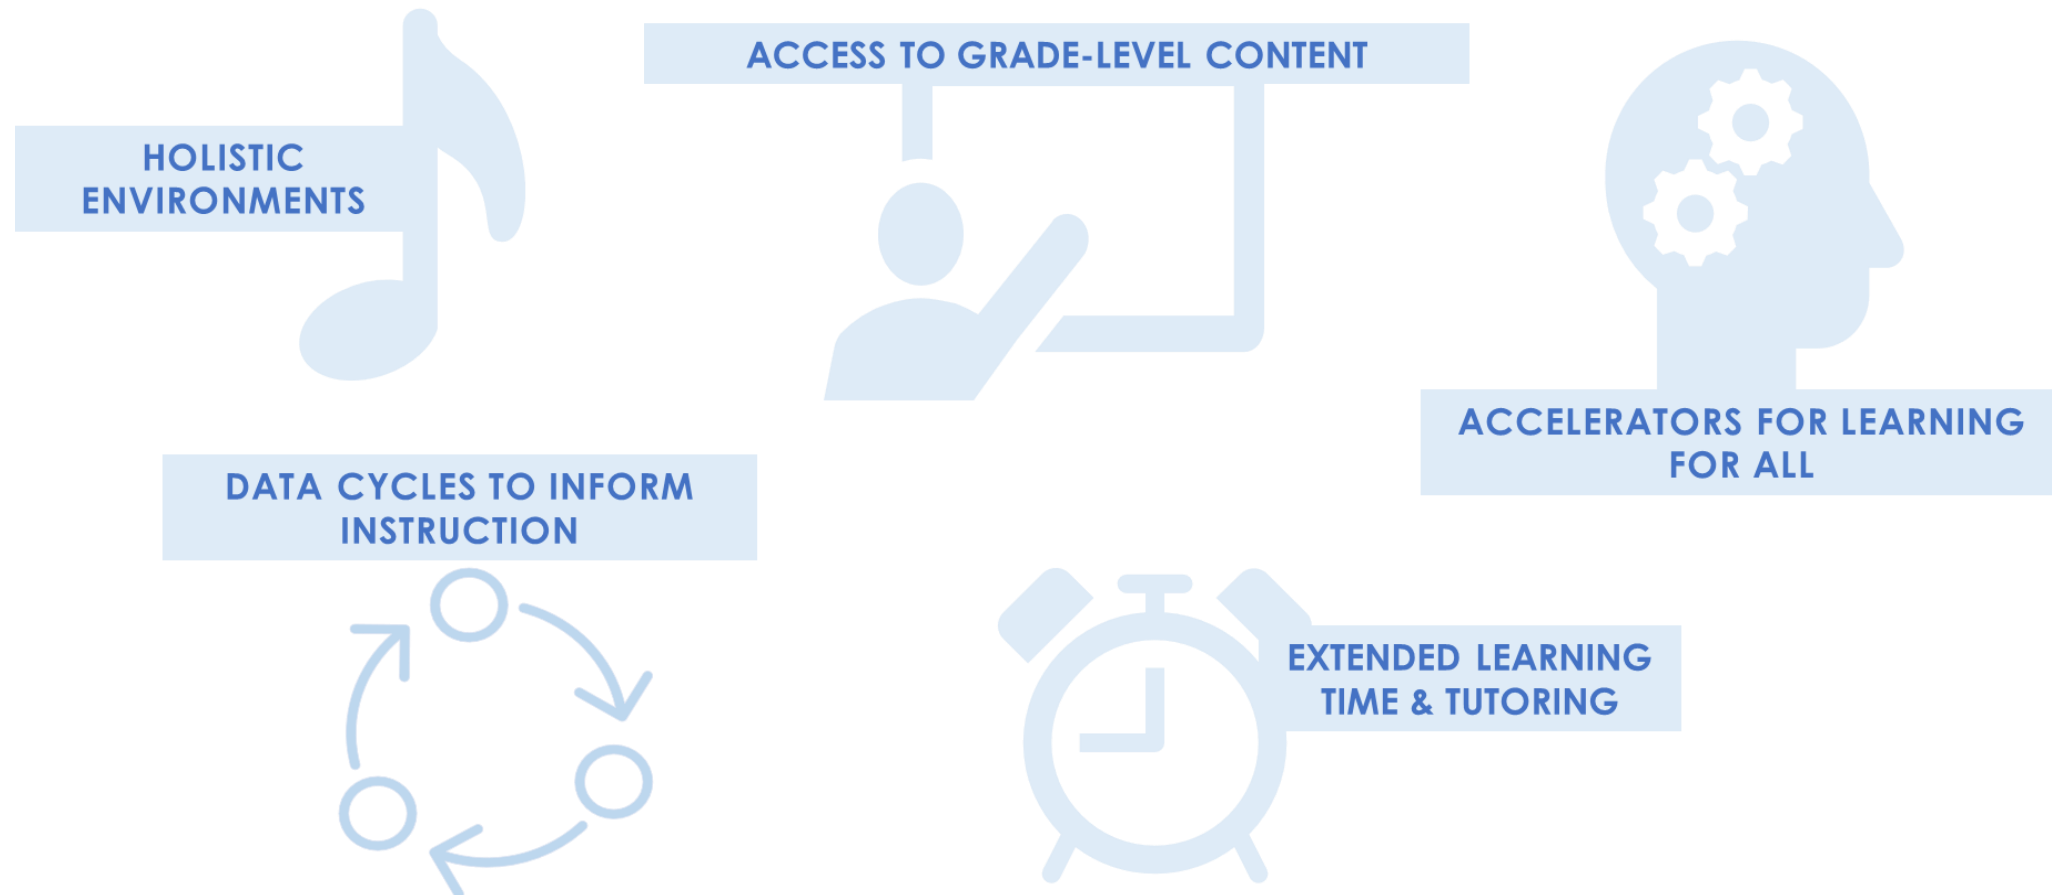 ACCESS TO GRADE-LEVEL CONTENT
HOLISTIC
ENVIRONMENTS
ACCELERATORS FOR LEARNING
FOR ALL
DATA CYCLES TO INFORM
INSTRUCTION
EXTENDED LEARNING
TIME & TUTORING